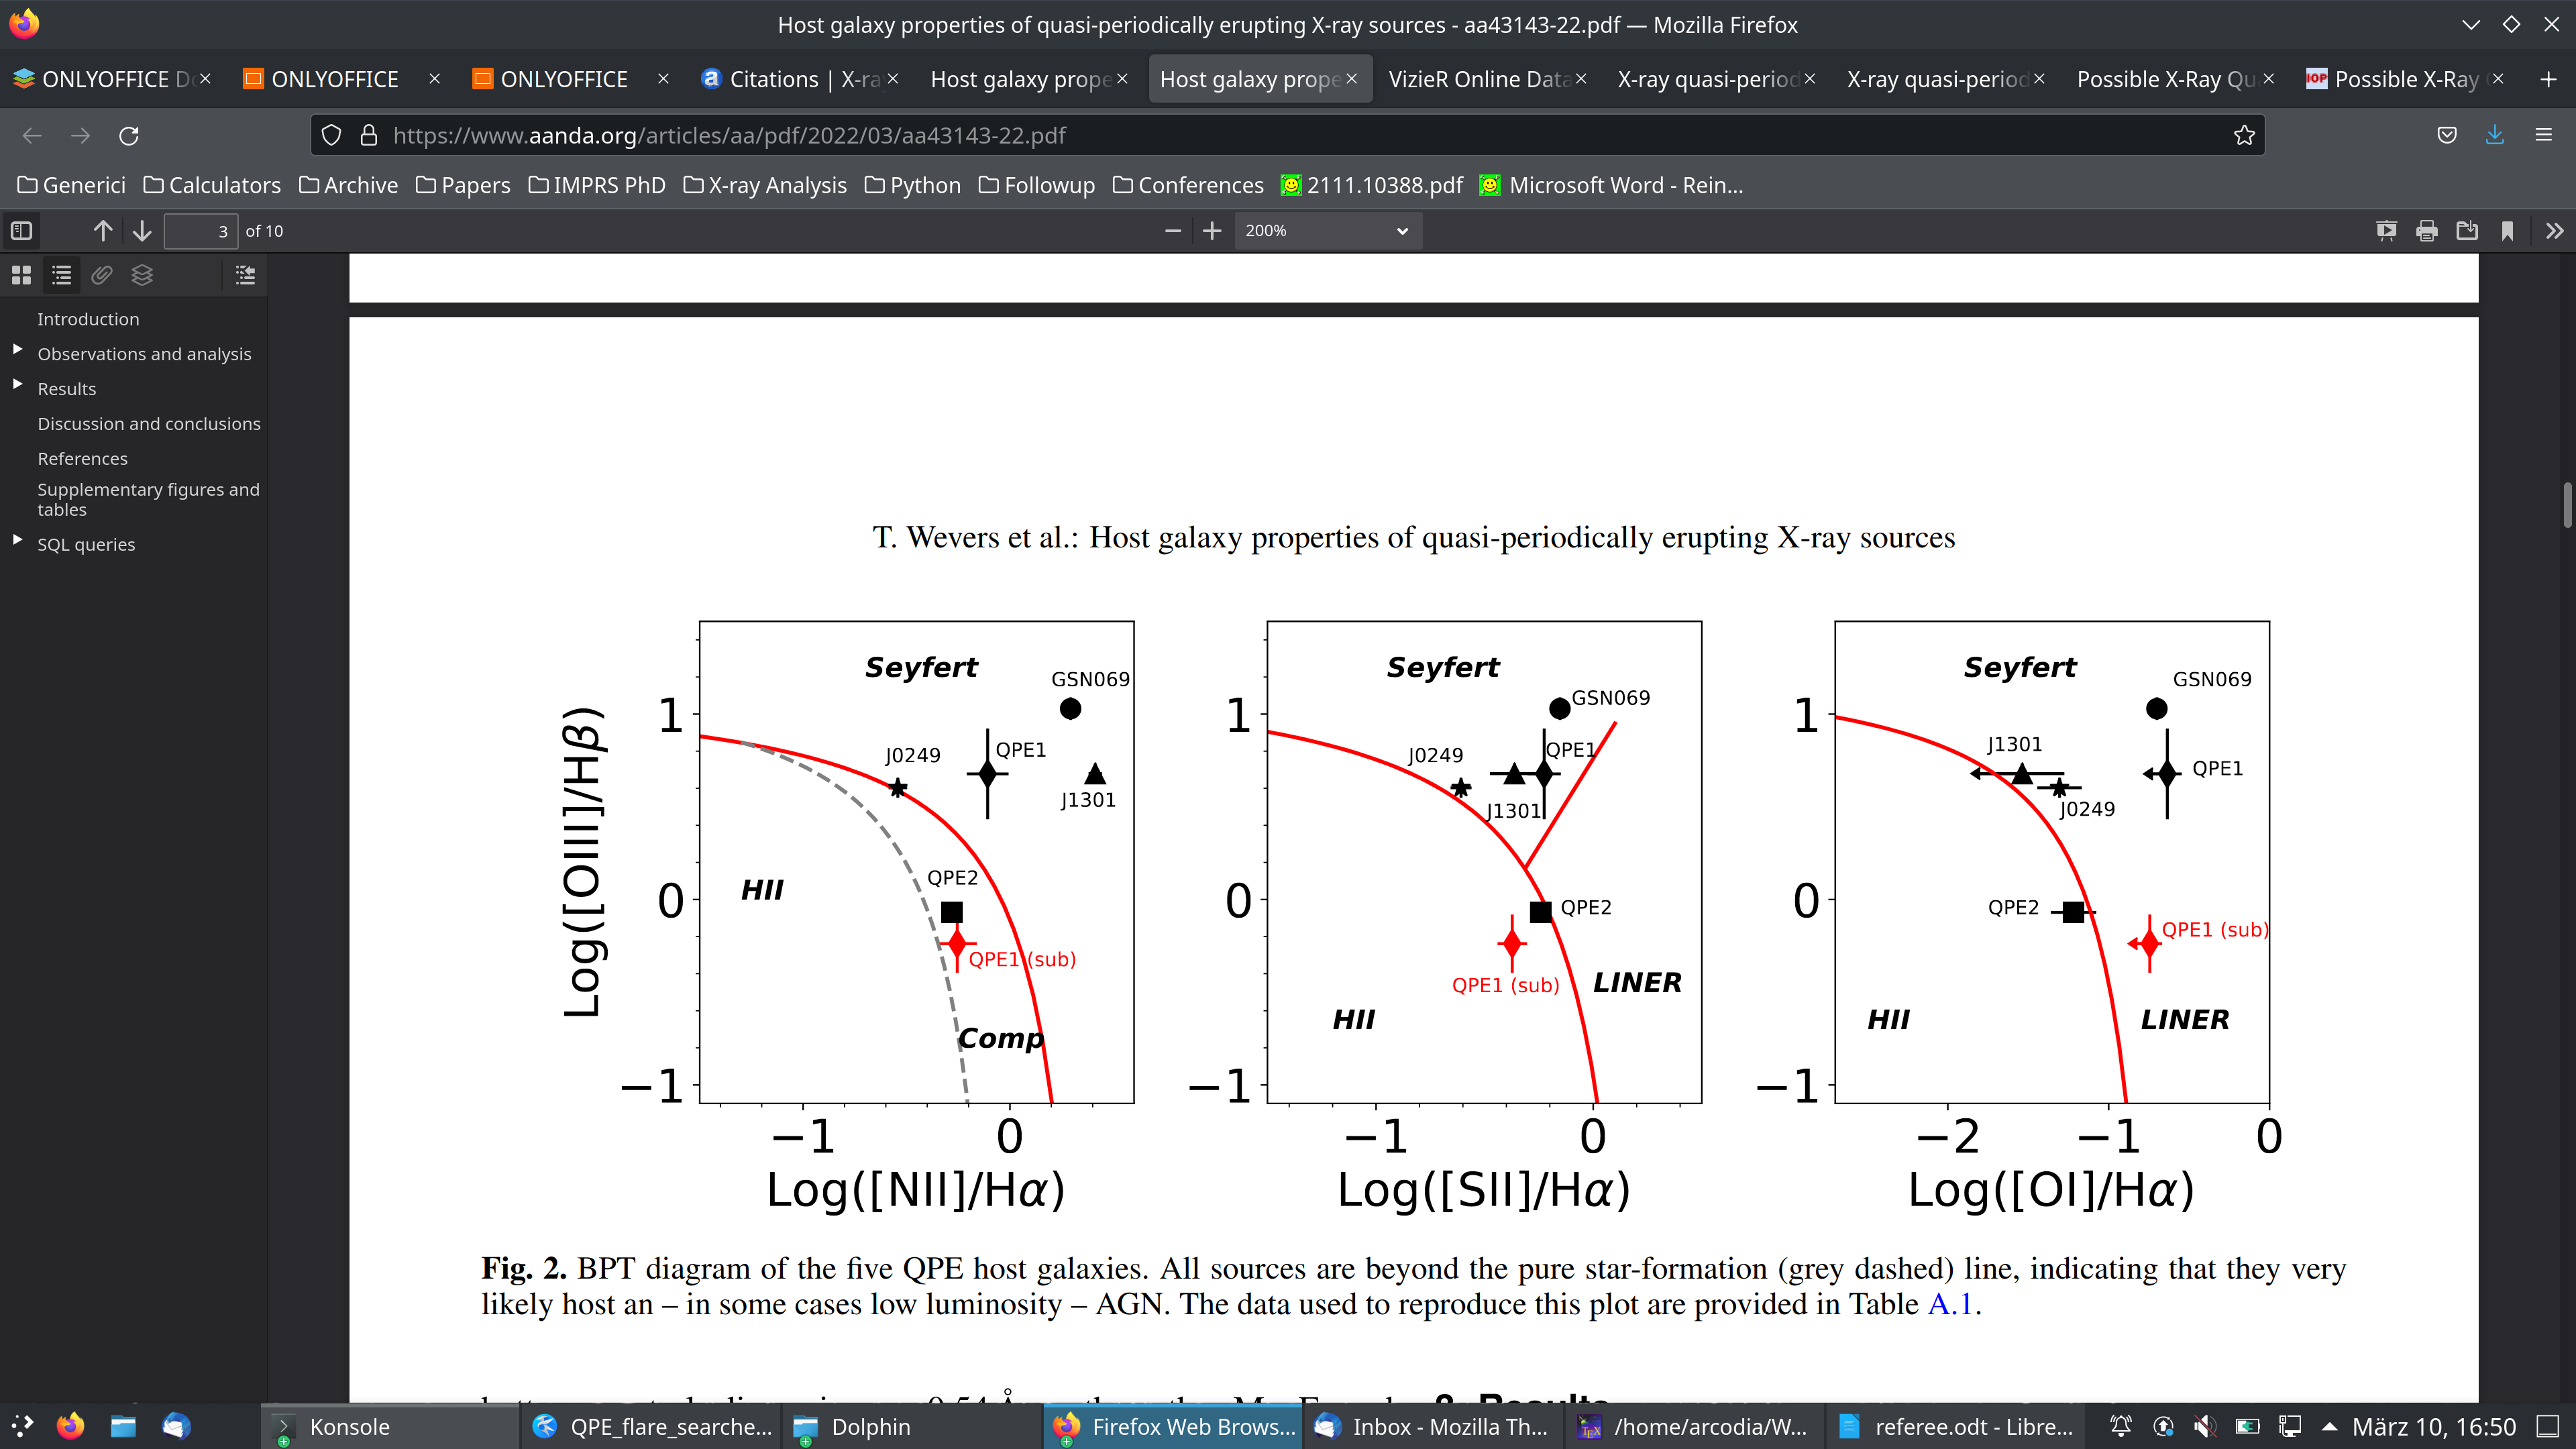 Host galaxy properties of quasi-periodically erupting X-ray sources - aa43143-22.pdf — Mozilla Firefox
ONLYOFFICE Do
ONLYOFFICE
ONLYOFFICE
Citations | X-ra
Host galaxy prope
Host galaxy prope
VizieR Online Data
X-ray quasi-period
X-ray quasi-period
Possible X-Ray Qu
IOP Possible X-Ray
https://www.aanda.org/articles/aa/pdf/2022/03/aa43143-22.pdf
Generici Calculators Archive Papers IMPRS PhD X-ray Analysis Python Followup Conferences 2111.10388.pdf Microsoft Word - Rein...
3 of 10
200%
Introduction
Observations and analysis
Results
Discussion and conclusions
References
Supplementary figures and
tables
SQL queries
T. Wevers et al.: Host galaxy properties of quasi-periodically erupting X-ray sources
Log([OIII]/Hβ)
1
0
−1
Seyfert
GSN069
J0249
QPE1
J1301
HII
QPE2
QPE1 (sub)
Comp
−1 0
Log([NII]/Hα)
1
0
−1
Seyfert
GSN069
J0249
QPE1
J1301
QPE2
QPE1 (sub)
LINER
HII
−1 0
Log([SII]/Hα)
1
0
−1
Seyfert
GSN069
J1301
QPE1
J0249
QPE2
QPE1 (sub)
HII
LINER
−2 −1 0
Log([OI]/Hα)
Fig. 2. BPT diagram of the five QPE host galaxies. All sources are beyond the pure star-formation (grey dashed) line, indicating that they very
likely host an – in some cases low luminosity – AGN. The data used to reproduce this plot are provided in Table A.1.
Konsole
QPE_flare_searche...
Dolphin
Firefox Web Brows...
Inbox - Mozilla Th...
/home/arcodia/W...
referee.odt - Libre...
März 10, 16:50